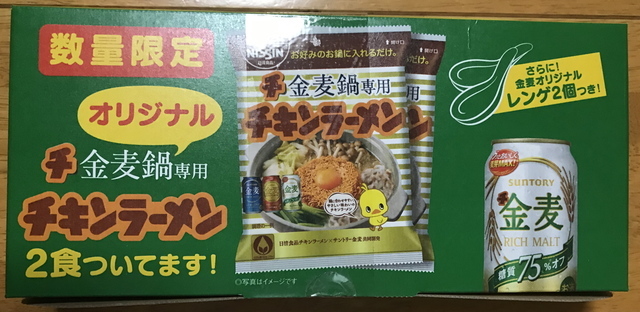 数量限定
オリジナル
チ金麦鍋専用
チキンラーメン
2食ついてます!
NISSIN
お好みのお鍋に入れるだけ。
チ金麦鍋専用
チキンラーメン
日清食品チキンラーメン×サントリー金麦 共同開発
◎写真はイメージです
さらに!
金麦オリジナル
レンゲ2個つき!
SUNTORY
金麦
RICH MALT
糖質75%オフ